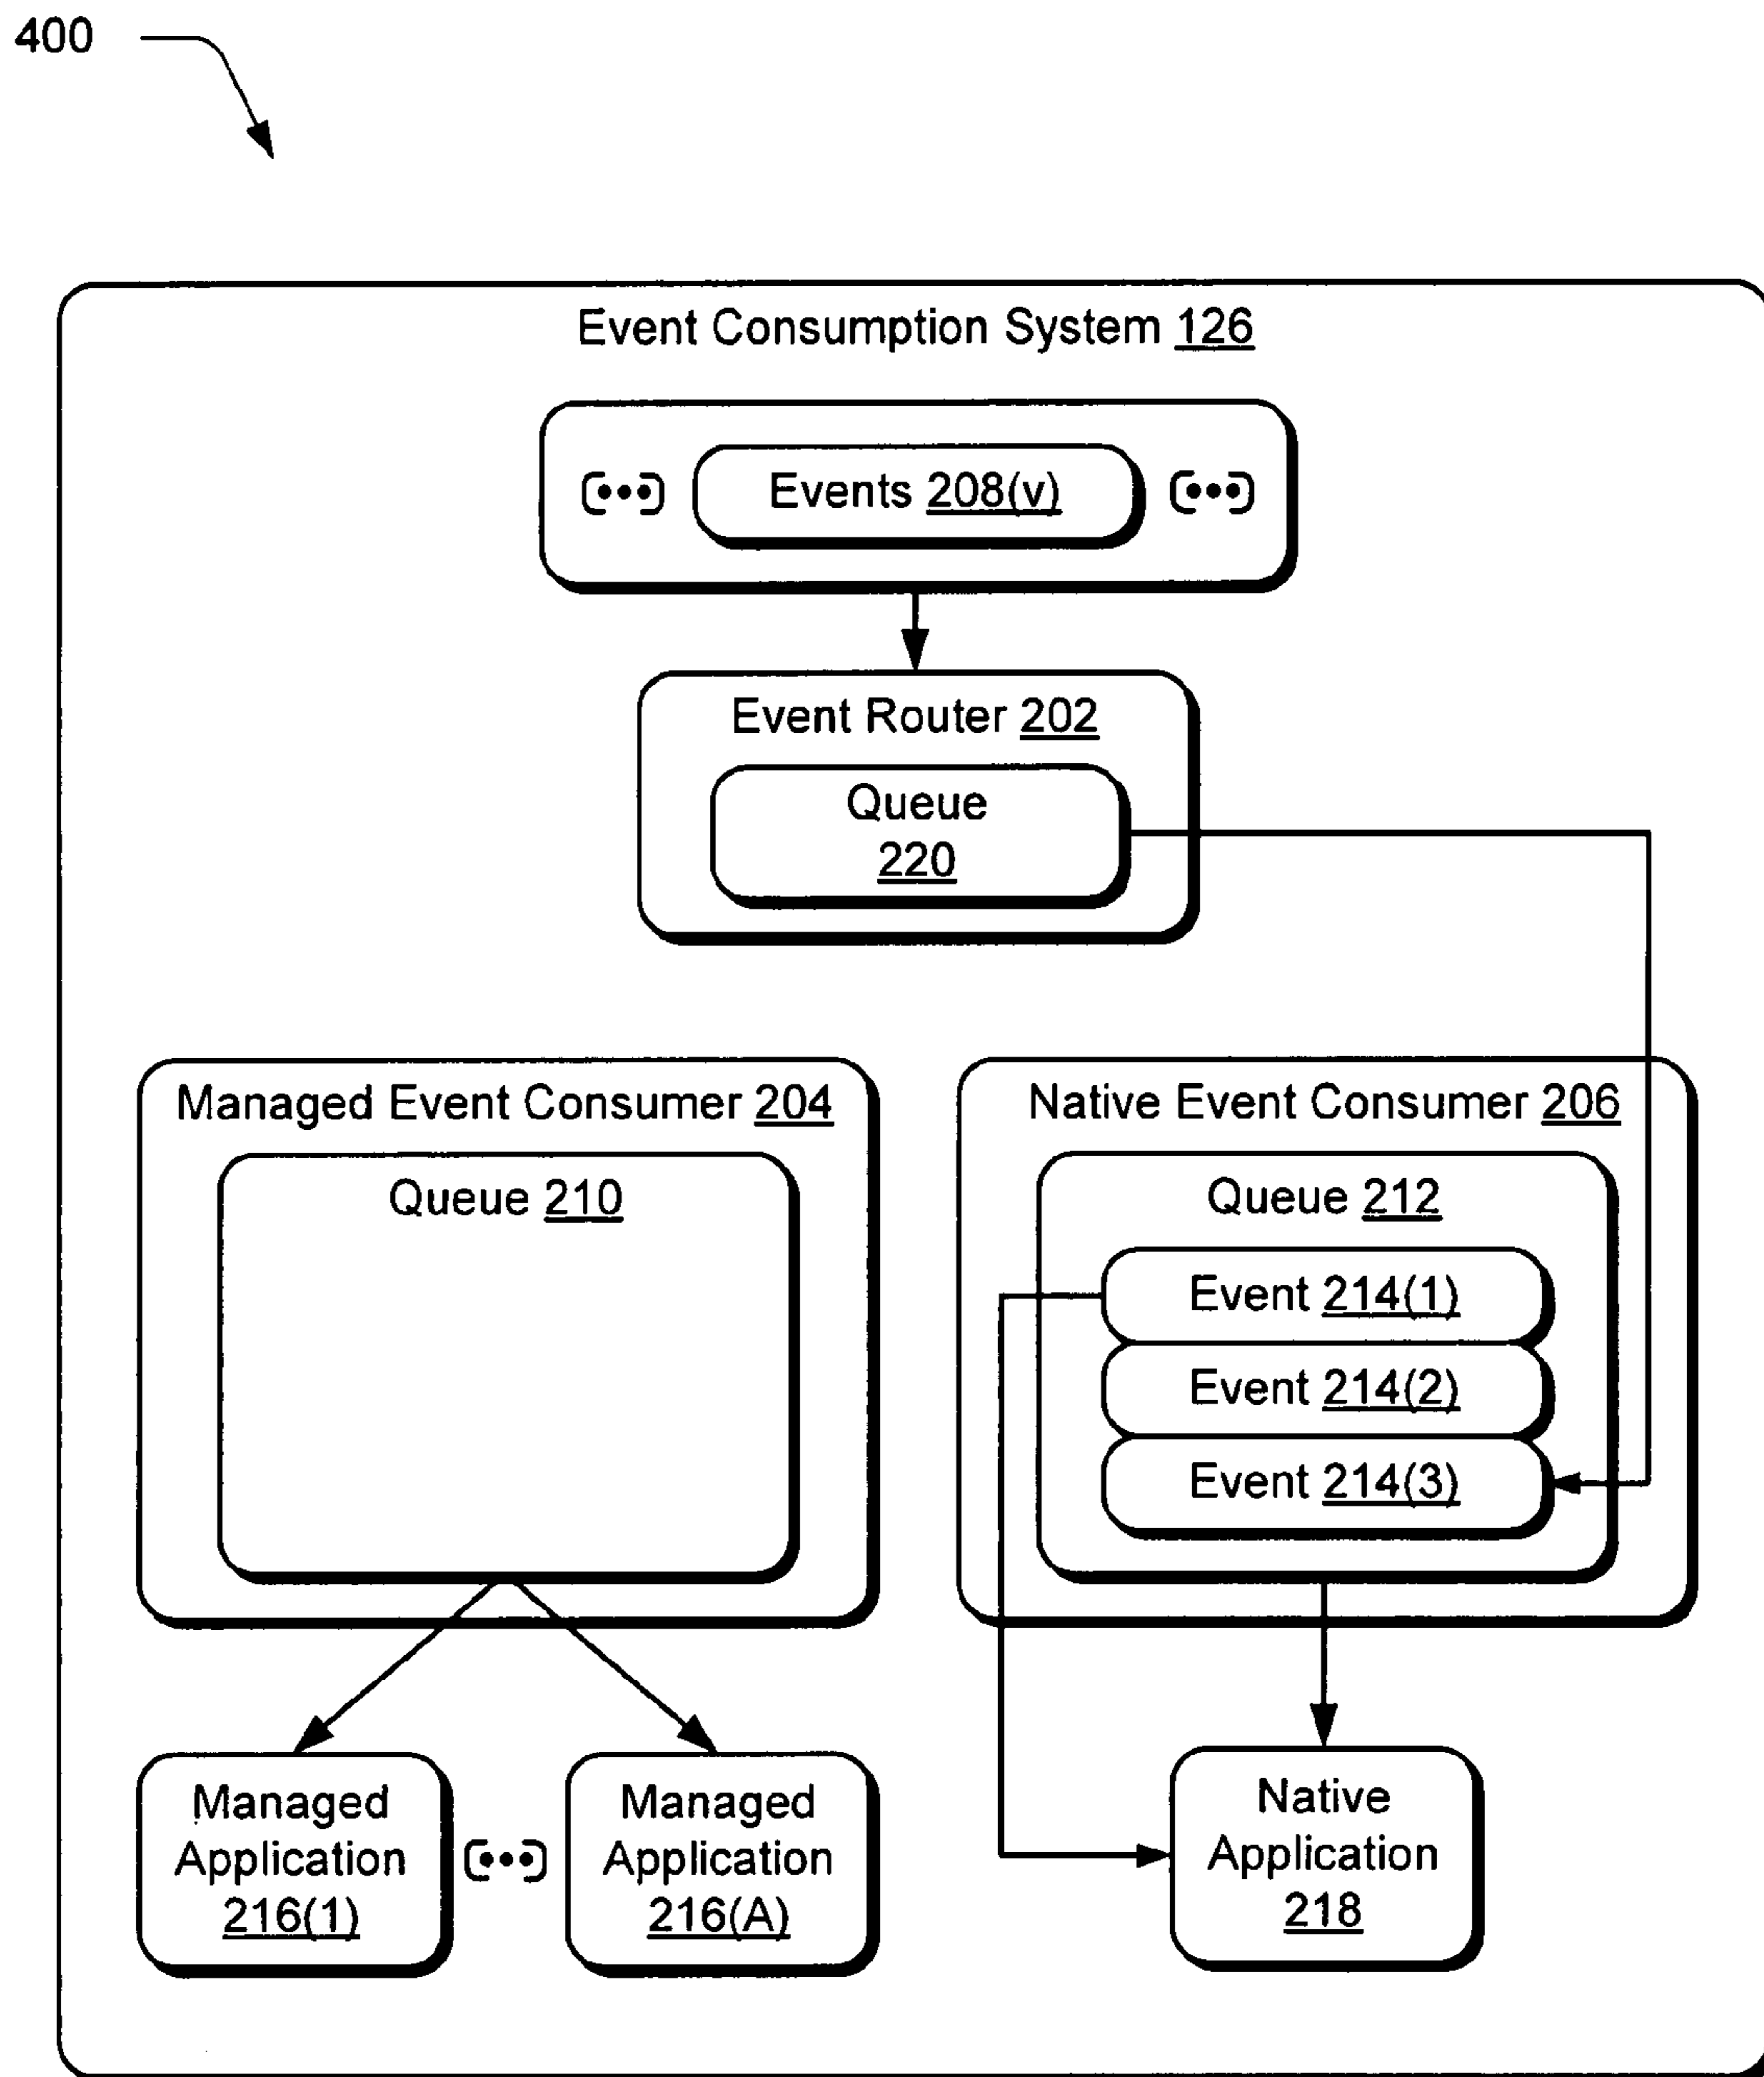 400
Event Consumption System 126
Events 208(v)
Event Router 202
Queue
220
Managed Event Consumer 204
Native Event Consumer 206
Queue 210
Queue 212
Event 214(1)
Event 214(2)
Event 214(3)
Managed
Application
216(1)
Managed
Application
216(A)
Native
Application
218